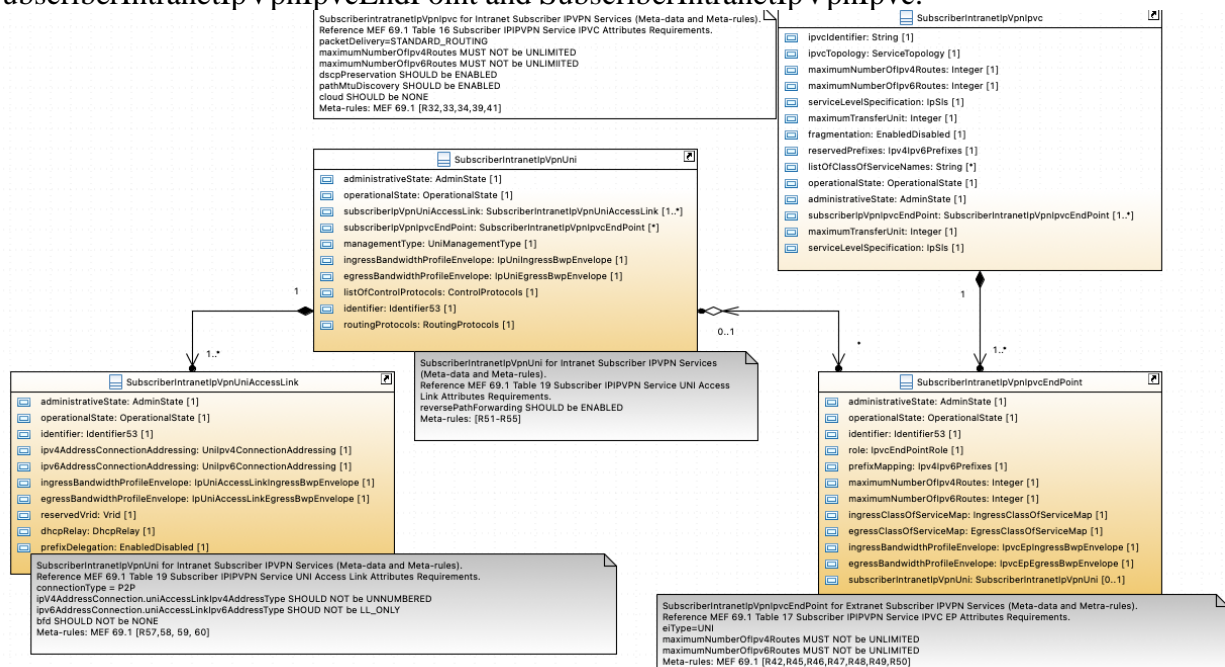 SubscriberIntranetIpVpnIpvcEndPoint and SubscriberIntranetIpVpnIpvc.
SubscriberintratranetIpVpnIpvc for Intranet Subscriber IPVPN Services (Meta-data and Meta-rules).
Reference MEF 69.1 Table 16 Subscriber IPIPVPN Service IPVC Attributes Requirements.
packetDelivery=STANDARD_ROUTING
maximumNumberOfIpv4Routes MUST NOT be UNLIMITED
maximumNumberOfIpv6Routes MUST NOT be UNLIMIITED
dscpPreservation SHOULD be ENABLED
pathMtuDiscovery SHOULD be ENABLED
cloud SHOULD be NONE
Meta-rules: MEF 69.1 [R32,33,34,39,41]
SubscriberIntranetIpVpnIpvc
ipvcIdentifier: String [1]
ipvcTopology: ServiceTopology [1]
maximumNumberOfIpv4Routes: Integer [1]
maximumNumberOfIpv6Routes: Integer [1]
serviceLevelSpecification: IpSls [1]
maximumTransferUnit: Integer [1]
fragmentation: EnabledDisabled [1]
reservedPrefixes: Ipv4Ipv6Prefixes [1]
listOfClassOfServiceNames: String [*]
operationalState: OperationalState [1]
administrativeState: AdminState [1]
subscriberIpVpnIpvcEndPoint: SubscriberIntranetIpVpnIpvcEndPoint [1..*]
maximumTransferUnit: Integer [1]
serviceLevelSpecification: IpSls [1]
SubscriberIntranetIpVpnUni
administrativeState: AdminState [1]
operationalState: OperationalState [1]
subscriberIpVpnUniAccessLink: SubscriberIntranetIpVpnUniAccessLink [1..*]
subscriberIpVpnIpvcEndPoint: SubscriberIntranetIpVpnIpvcEndPoint [*]
managementType: UniManagementType [1]
ingressBandwidthProfileEnvelope: IpUniIngressBwpEnvelope [1]
egressBandwidthProfileEnvelope: IpUniEgressBwpEnvelope [1]
listOfControlProtocols: ControlProtocols [1]
identifier: Identifier53 [1]
routingProtocols: RoutingProtocols [1]
1
1..*
0..1
*
1
1..*
SubscriberIntranetIpVpnUni for Intranet Subscriber IPVPN Services
(Meta-data and Meta-rules).
Reference MEF 69.1 Table 19 Subscriber IPIPVPN Service UNI Access
Link Attributes Requirements.
reversePathForwarding SHOULD be ENABLED
Meta-rules: [R51-R55]
SubscriberIntranetIpVpnUniAccessLink
administrativeState: AdminState [1]
operationalState: OperationalState [1]
identifier: Identifier53 [1]
ipv4AddressConnectionAddressing: UniIpv4ConnectionAddressing [1]
ipv6AddressConnectionAddressing: UniIpv6ConnectionAddressing [1]
ingressBandwidthProfileEnvelope: IpUniAccessLinkIngressBwpEnvelope [1]
egressBandwidthProfileEnvelope: IpUniAccessLinkEgressBwpEnvelope [1]
reservedVrid: Vrid [1]
dhcpRelay: DhcpRelay [1]
prefixDelegation: EnabledDisabled [1]
SubscriberIntranetIpVpnUni for Intranet Subscriber IPVPN Services (Meta-data and Meta-rules).
Reference MEF 69.1 Table 19 Subscriber IPIPVPN Service UNI Access Link Attributes Requirements.
connectionType = P2P
ipV4AddressConnection.uniAccessLinkIpv4AddressType SHOULD NOT be UNNUMBERED
ipv6AddressConnection.uniAccessLinkIpv6AddressType SHOUD NOT be LL_ONLY
bfd SHOULD NOT be NONE
Meta-rules: MEF 69.1 [R57,58, 59, 60]
SubscriberIntranetIpVpnIpvcEndPoint
administrativeState: AdminState [1]
operationalState: OperationalState [1]
identifier: Identifier53 [1]
role: IpvcEndPointRole [1]
prefixMapping: Ipv4Ipv6Prefixes [1]
maximumNumberOfIpv4Routes: Integer [1]
maximumNumberOfIpv6Routes: Integer [1]
ingressClassOfServiceMap: IngressClassOfServiceMap [1]
egressClassOfServiceMap: EgressClassOfServiceMap [1]
ingressBandwidthProfileEnvelope: IpvcEpIngressBwpEnvelope [1]
egressBandwidthProfileEnvelope: IpvcEpEgressBwpEnvelope [1]
subscriberIntranetIpVpnUni: SubscriberIntranetIpVpnUni [0..1]
SubscriberIntranetIpVpnIpvcEndPoint for Extranet Subscriber IPVPN Services (Meta-data and Metra-rules).
Reference MEF 69.1 Table 17 Subscriber IPIPVPN Service IPVC EP Attributes Requirements.
eiType=UNI
maximumNumberOfIpv4Routes MUST NOT be UNLIMITED
maximumNumberOfIpv6Routes MUST NOT be UNLIMITED
Meta-rules: MEF 69.1 [R42,R45,R46,R47,R48,R49,R50]